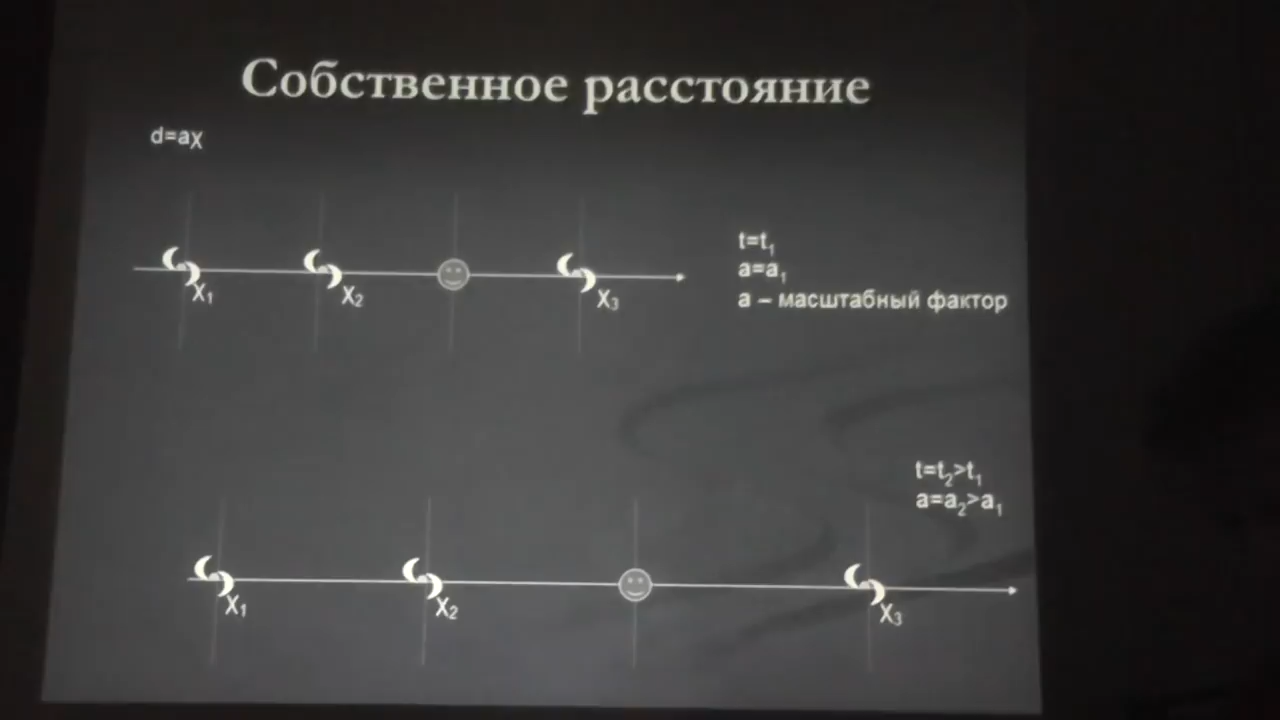 Собственное расстояние
d=aχ
t=t₁
a=a₁
a – масштабный фактор
χ₁ χ₂ χ₃
t=t₂>t₁
a=a₂>a₁
χ₁ χ₂ χ₃